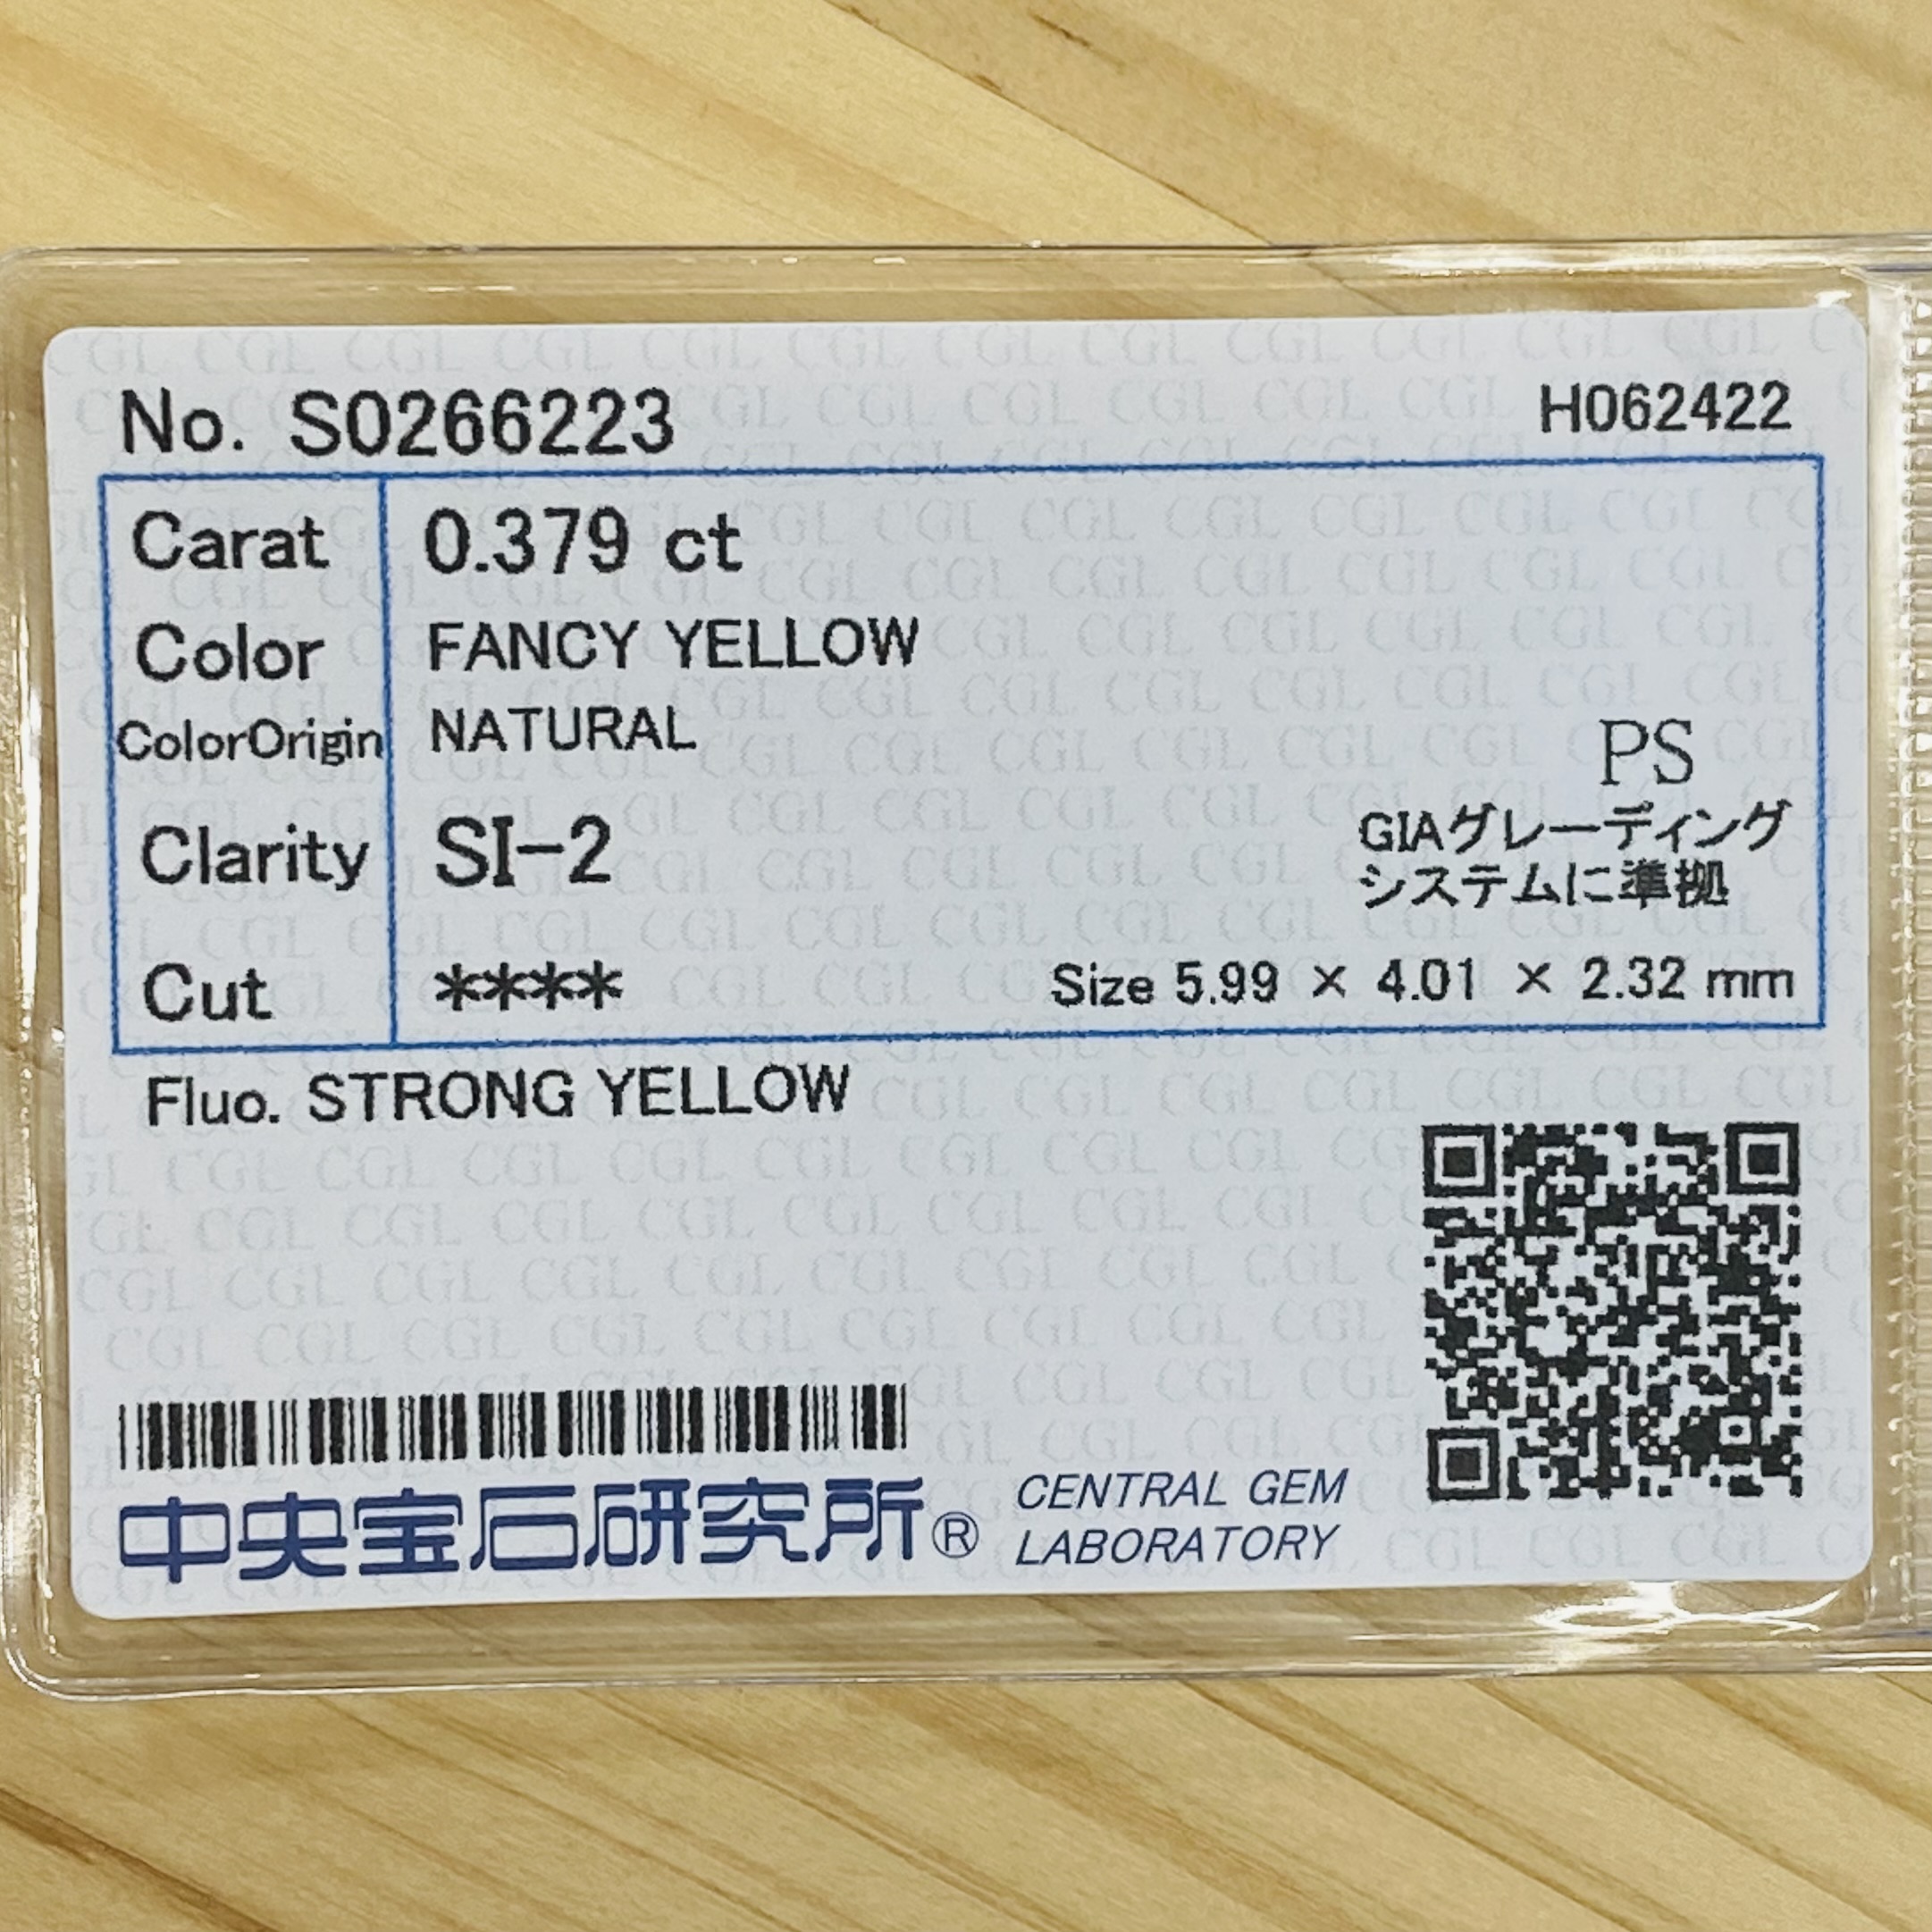 No. S0266223 H062422
Carat 0.379 ct
Color FANCY YELLOW
ColorOrigin NATURAL
PS
Clarity SI-2
GIAグレーディング
システムに準拠
Cut **** Size 5.99 × 4.01 × 2.32 mm
Fluo. STRONG YELLOW
中央宝石研究所® CENTRAL GEM
LABORATORY